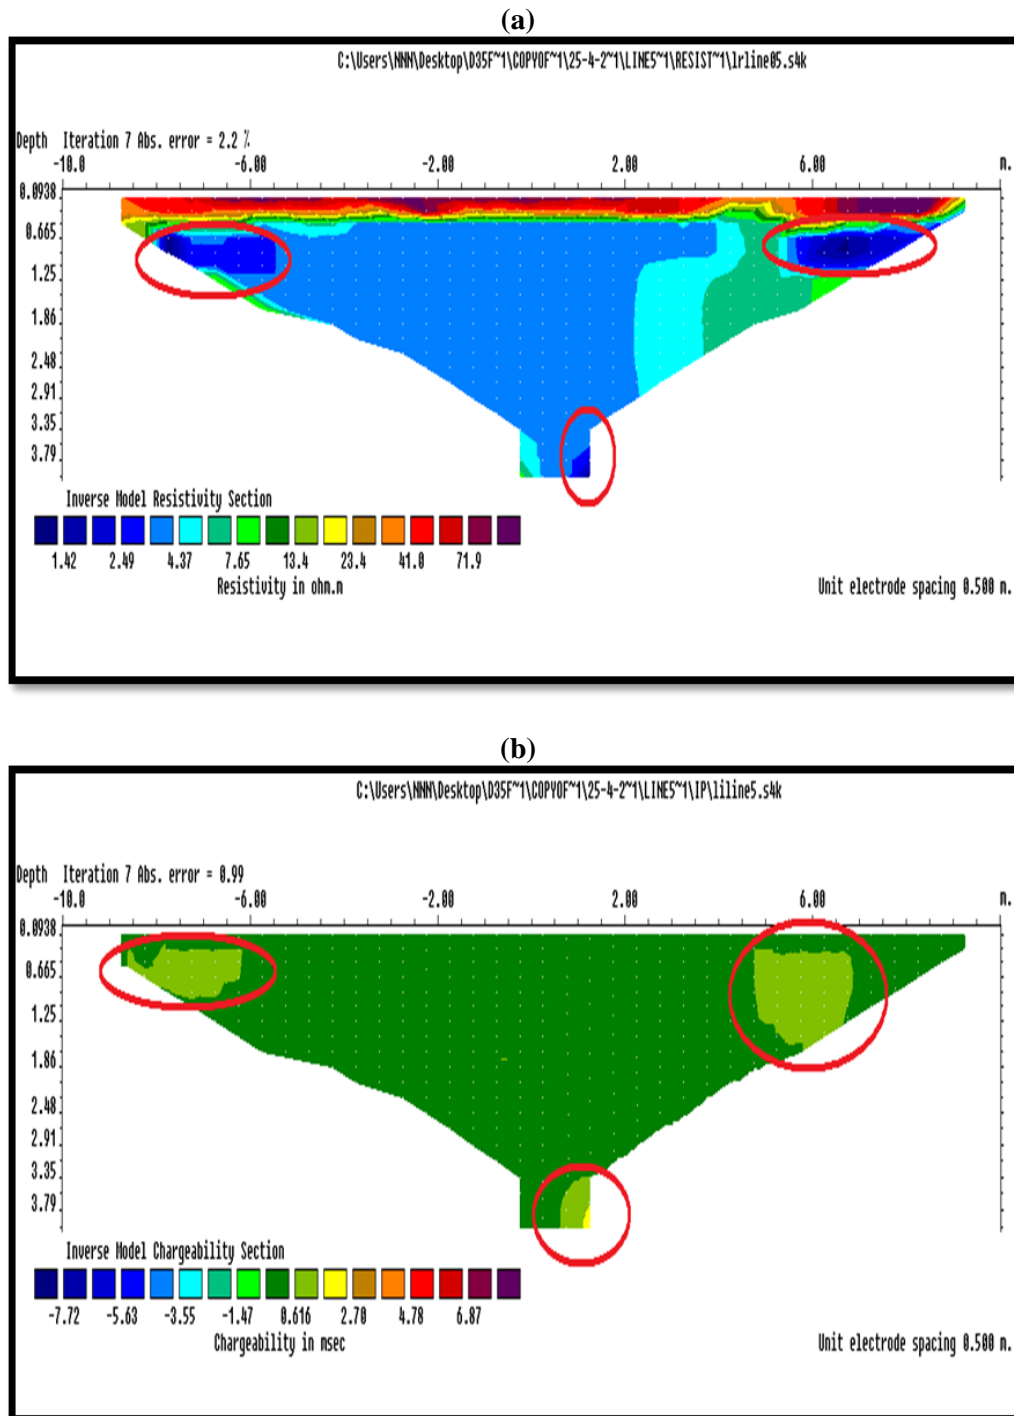 (a)
C:\Users\NNN\Desktop\D35F~1\COPYOF~1\25-4-2~1\LINE5~1\RESIST~1\lrline05.s4k
Depth Iteration 7 Abs. error = 2.2 %
-10.0 -6.00 -2.00 2.00 6.00 m.
0.0938
0.665
1.25
1.86
2.48
2.91
3.35
3.79
Inverse Model Resistivity Section
1.42 2.49 4.37 7.65 13.4 23.4 41.0 71.9
Resistivity in ohm.m
Unit electrode spacing 0.500 m.
(b)
C:\Users\NNN\Desktop\D35F~1\COPYOF~1\25-4-2~1\LINE5~1\IP\liline5.s4k
Depth Iteration 7 Abs. error = 0.99
-10.0 -6.00 -2.00 2.00 6.00 m.
0.0938
0.665
1.25
1.86
2.48
2.91
3.35
3.79
Inverse Model Chargeability Section
-7.72 -5.63 -3.55 -1.47 0.616 2.70 4.78 6.87
Chargeability in msec
Unit electrode spacing 0.500 m.